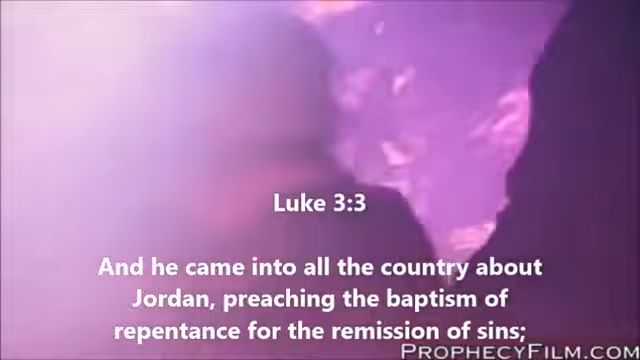 Luke 3:3
And he came into all the country about
Jordan, preaching the baptism of
repentance for the remission of sins;
PROPHECYFILM.COM